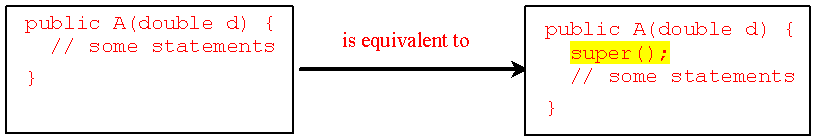 public A(double d) {
  // some statements
}
is equivalent to
public A(double d) {
  super();
  // some statements
}